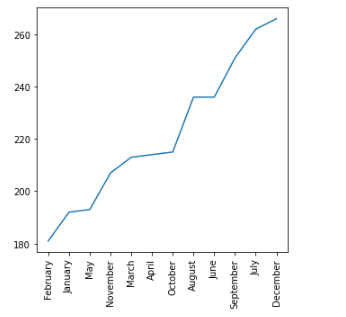 260
240
220
200
180
February
January
May
November
March
April
October
August
June
September
July
December